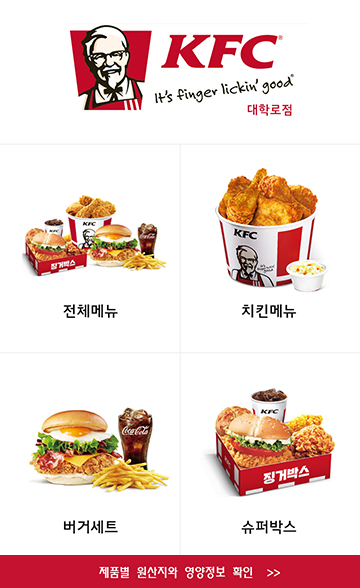 KFC
It's finger lickin' good
대학로점
KFC
징거박스
전체메뉴
KFC
치킨메뉴
Coca-Cola
버거세트
KFC
징거박스
슈퍼박스
제품별 원산지와 영양정보 확인 >>